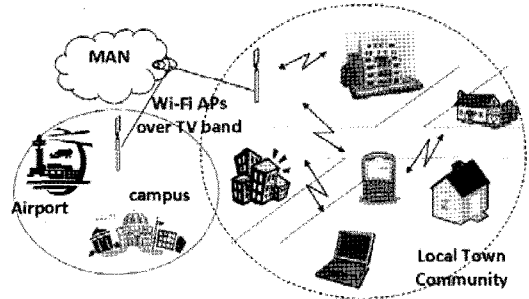 MAN
Wi-Fi APs
over TV band
Airport
campus
Local Town
Community